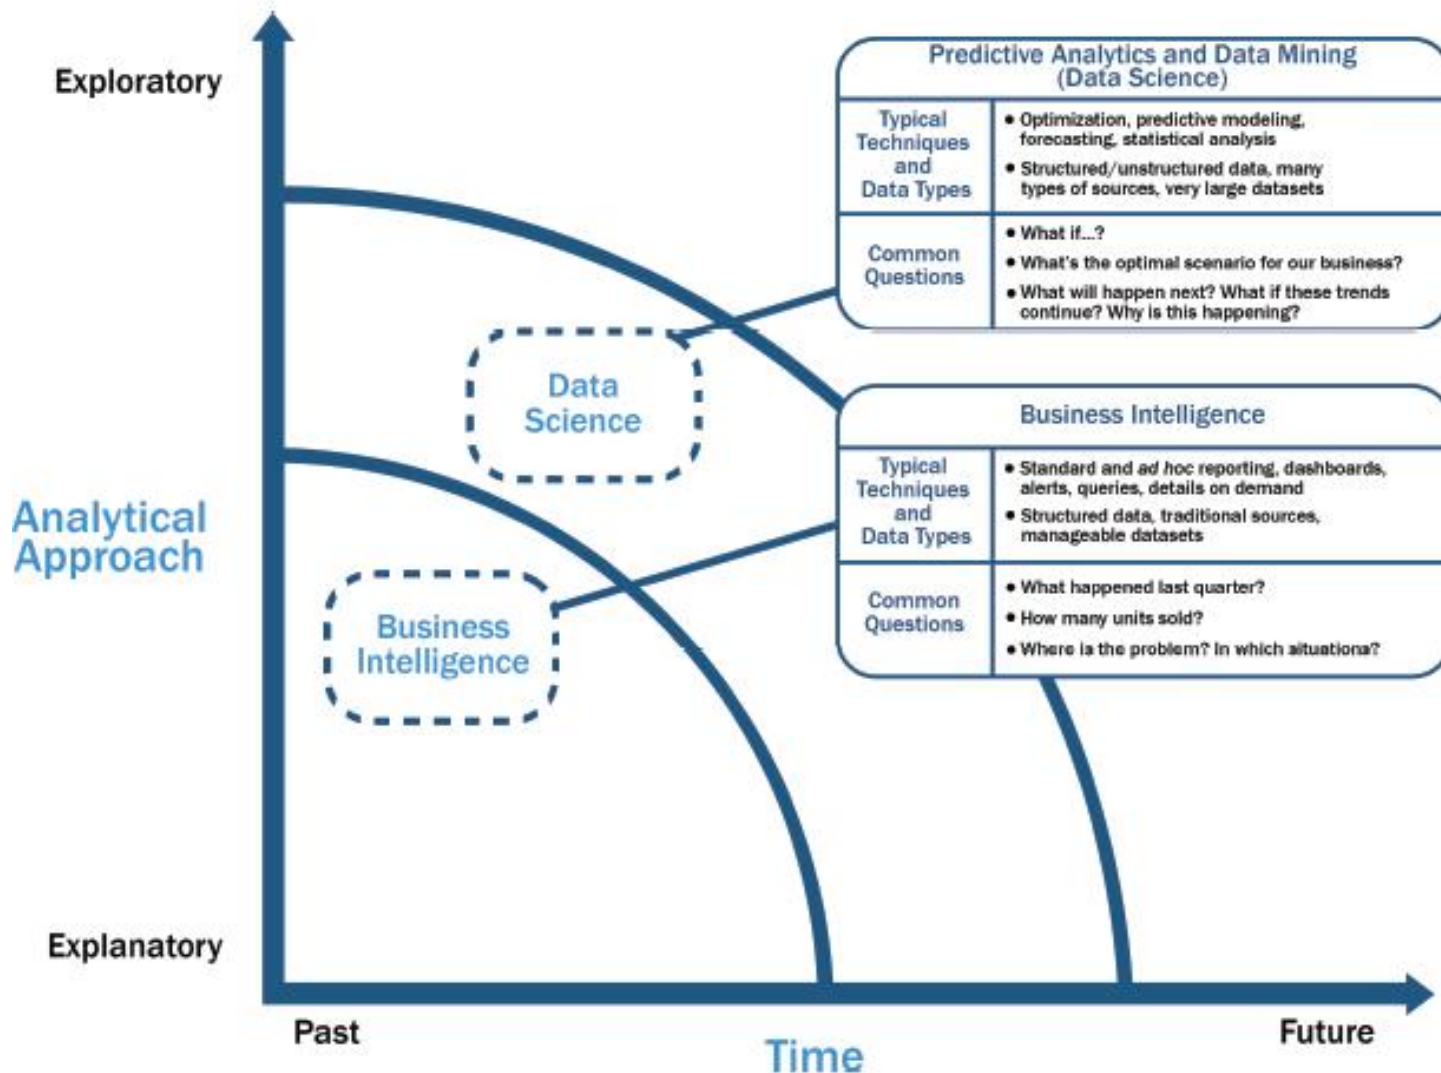 Exploratory
Predictive Analytics and Data Mining
(Data Science)
Typical
Techniques
and
Data Types
• Optimization, predictive modeling,
forecasting, statistical analysis
• Structured/unstructured data, many
types of sources, very large datasets
Common
Questions
• What if...?
• What's the optimal scenario for our business?
• What will happen next? What if these trends
continue? Why is this happening?
Data
Science
Business Intelligence
Typical
Techniques
and
Data Types
• Standard and ad hoc reporting, dashboards,
alerts, queries, details on demand
• Structured data, traditional sources,
manageable datasets
Common
Questions
• What happened last quarter?
• How many units sold?
• Where is the problem? In which aituationa?
Analytical
Approach
Business
Intelligence
Explanatory
Past
Time
Future